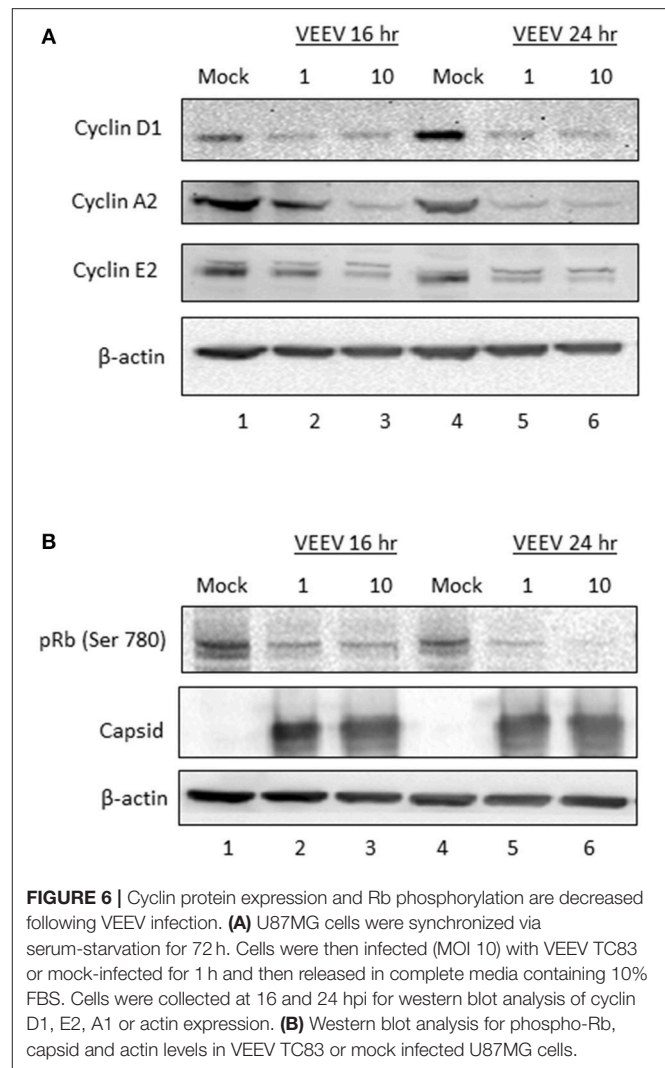 A
VEEV 16 hr VEEV 24 hr
Mock 1 10 Mock 1 10
Cyclin D1
Cyclin A2
Cyclin E2
β-actin
1 2 3 4 5 6
B
VEEV 16 hr VEEV 24 hr
Mock 1 10 Mock 1 10
pRb (Ser 780)
Capsid
β-actin
1 2 3 4 5 6
FIGURE 6 | Cyclin protein expression and Rb phosphorylation are decreased
following VEEV infection. (A) U87MG cells were synchronized via
serum-starvation for 72 h. Cells were then infected (MOI 10) with VEEV TC83
or mock-infected for 1 h and then released in complete media containing 10%
FBS. Cells were collected at 16 and 24 hpi for western blot analysis of cyclin
D1, E2, A1 or actin expression. (B) Western blot analysis for phospho-Rb,
capsid and actin levels in VEEV TC83 or mock infected U87MG cells.